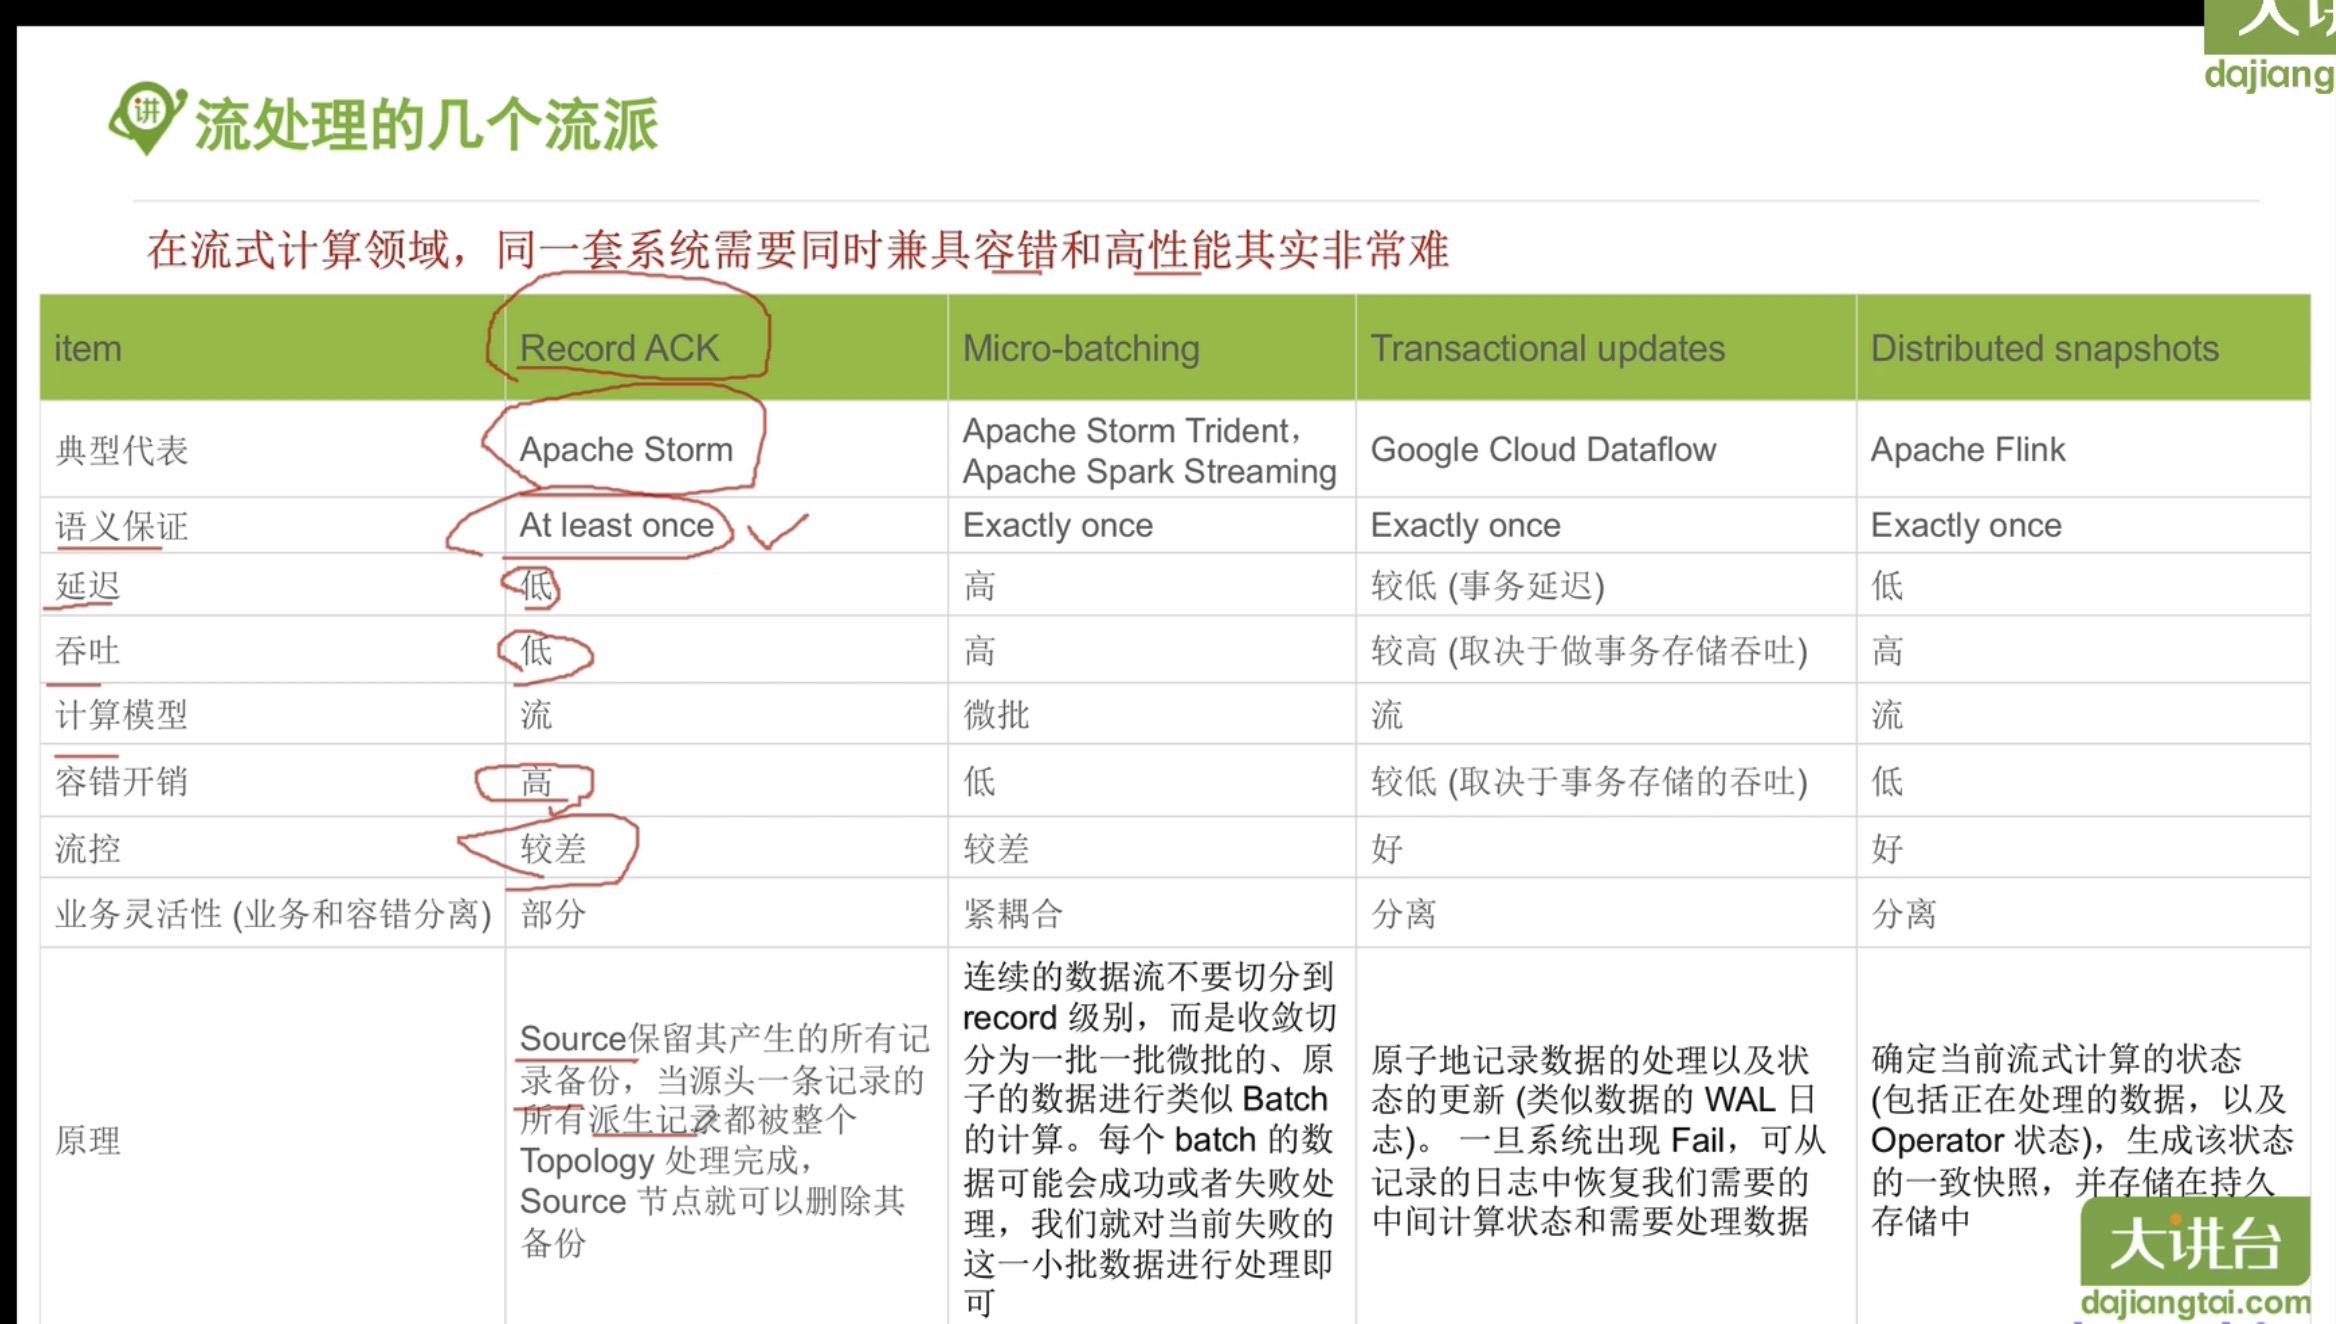 大讲
dajiang
讲
流处理的几个流派
在流式计算领域，同一套系统需要同时兼具容错和高性能其实非常难
item
Record ACK
Micro-batching
Transactional updates
Distributed snapshots
典型代表
Apache Storm
Apache Storm Trident，
Apache Spark Streaming
Google Cloud Dataflow
Apache Flink
语义保证
At least once
Exactly once
Exactly once
Exactly once
延迟
低
高
较低 (事务延迟)
低
吞吐
低
高
较高 (取决于做事务存储吞吐)
高
计算模型
流
微批
流
流
容错开销
高
低
较低 (取决于事务存储的吞吐)
低
流控
较差
较差
好
好
业务灵活性 (业务和容错分离)
部分
紧耦合
分离
分离
原理
Source保留其产生的所有记
录备份，当源头一条记录的
所有派生记录都被整个
Topology 处理完成，
Source 节点就可以删除其
备份
连续的数据流不要切分到
record 级别，而是收敛切
分为一批一批微批的、原
子的数据进行类似 Batch
的计算。每个 batch 的数
据可能会成功或者失败处
理，我们就对当前失败的
这一小批数据进行处理即
可
原子地记录数据的处理以及状
态的更新 (类似数据的 WAL 日
志)。 一旦系统出现 Fail，可从
记录的日志中恢复我们需要的
中间计算状态和需要处理数据
确定当前流式计算的状态
(包括正在处理的数据，以及
Operator 状态)，生成该状态
的一致快照，并存储在持久
存储中
大讲台
dajiangtai.com